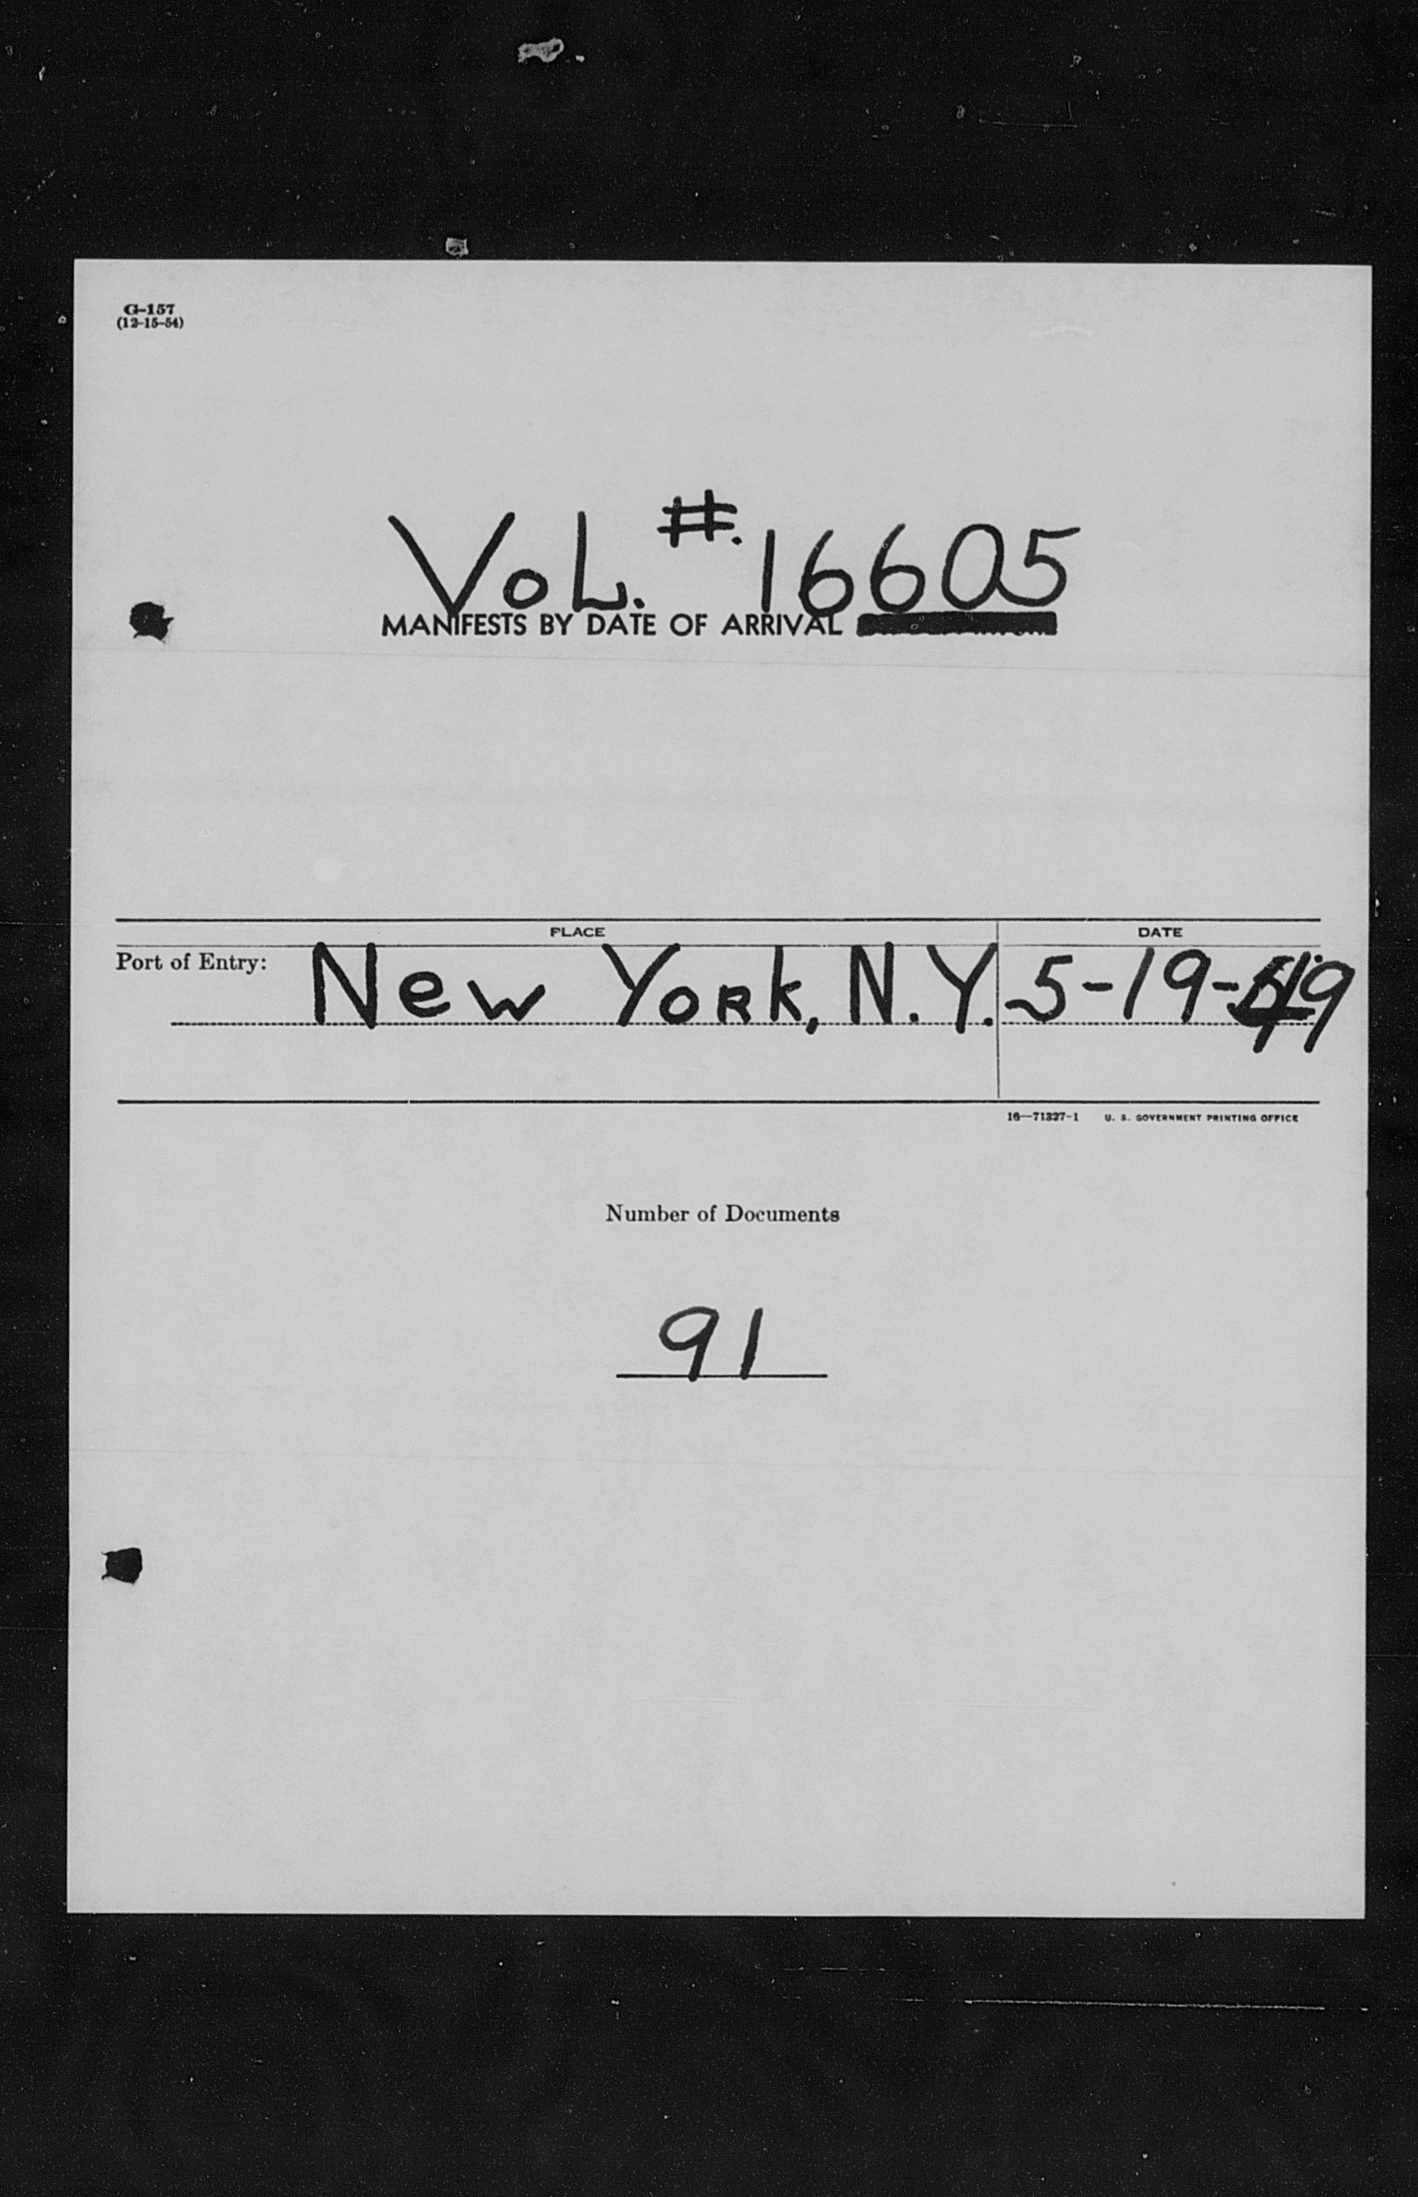 G-157
(12-15-54)
VoL. #. 16605
MANIFESTS BY DATE OF ARRIVAL
PLACE DATE
Port of Entry: New York, N.Y. 5-19-49
16—71327-1 U. S. GOVERNMENT PRINTING OFFICE
Number of Documents
91